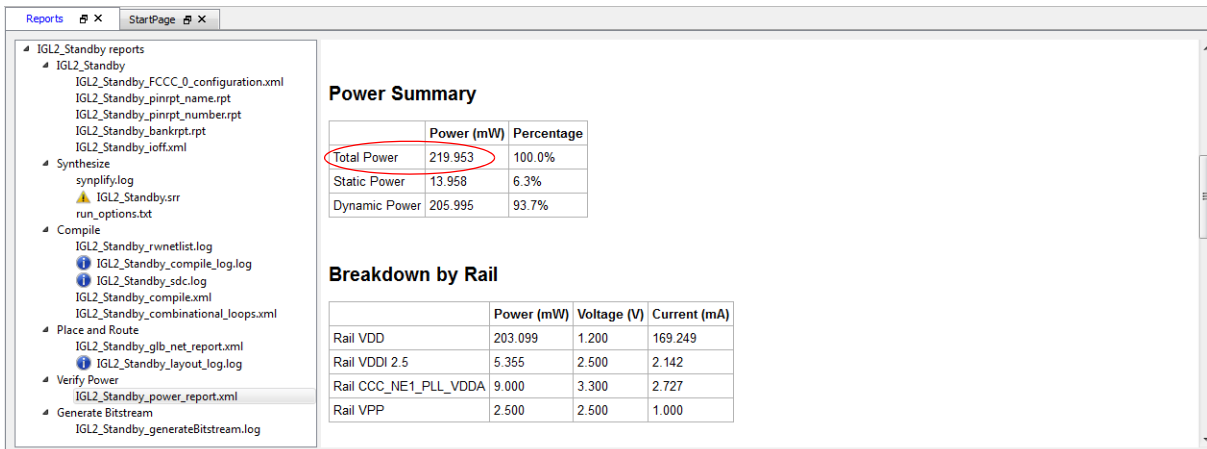 Reports StartPage
IGL2_Standby reports
IGL2_Standby
IGL2_Standby_FCCC_0_configuration.xml
IGL2_Standby_pinrpt_name.rpt
IGL2_Standby_pinrpt_number.rpt
IGL2_Standby_bankrpt.rpt
IGL2_Standby_ioff.xml
Synthesize
synplify.log
IGL2_Standby.srr
run_options.txt
Compile
IGL2_Standby_rwnetlist.log
IGL2_Standby_compile_log.log
IGL2_Standby_sdc.log
IGL2_Standby_compile.xml
IGL2_Standby_combinational_loops.xml
Place and Route
IGL2_Standby_glb_net_report.xml
IGL2_Standby_layout_log.log
Verify Power
IGL2_Standby_power_report.xml
Generate Bitstream
IGL2_Standby_generateBitstream.log
Power Summary
Power (mW) Percentage
Total Power 219.953 100.0%
Static Power 13.958 6.3%
Dynamic Power 205.995 93.7%
Breakdown by Rail
Power (mW) Voltage (V) Current (mA)
Rail VDD 203.099 1.200 169.249
Rail VDDI 2.5 5.355 2.500 2.142
Rail CCC_NE1_PLL_VDDA 9.000 3.300 2.727
Rail VPP 2.500 2.500 1.000